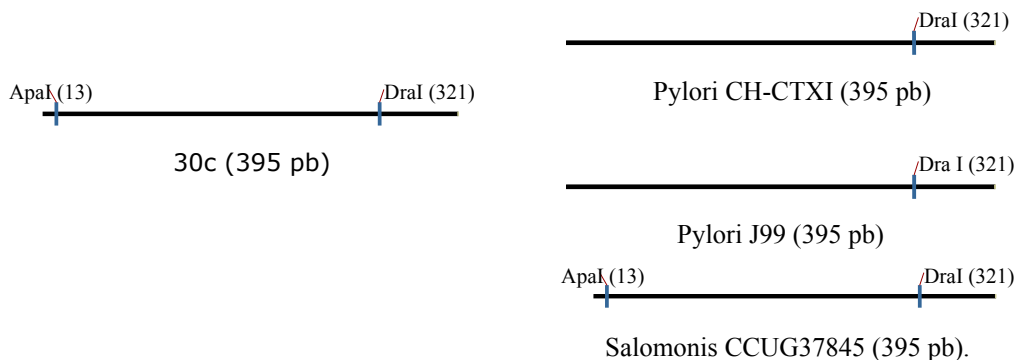 ApaI (13) DraI (321)
30c (395 pb)
DraI (321)
Pylori CH-CTXI (395 pb)
Dra I (321)
Pylori J99 (395 pb)
ApaI (13) DraI (321)
Salomonis CCUG37845 (395 pb).